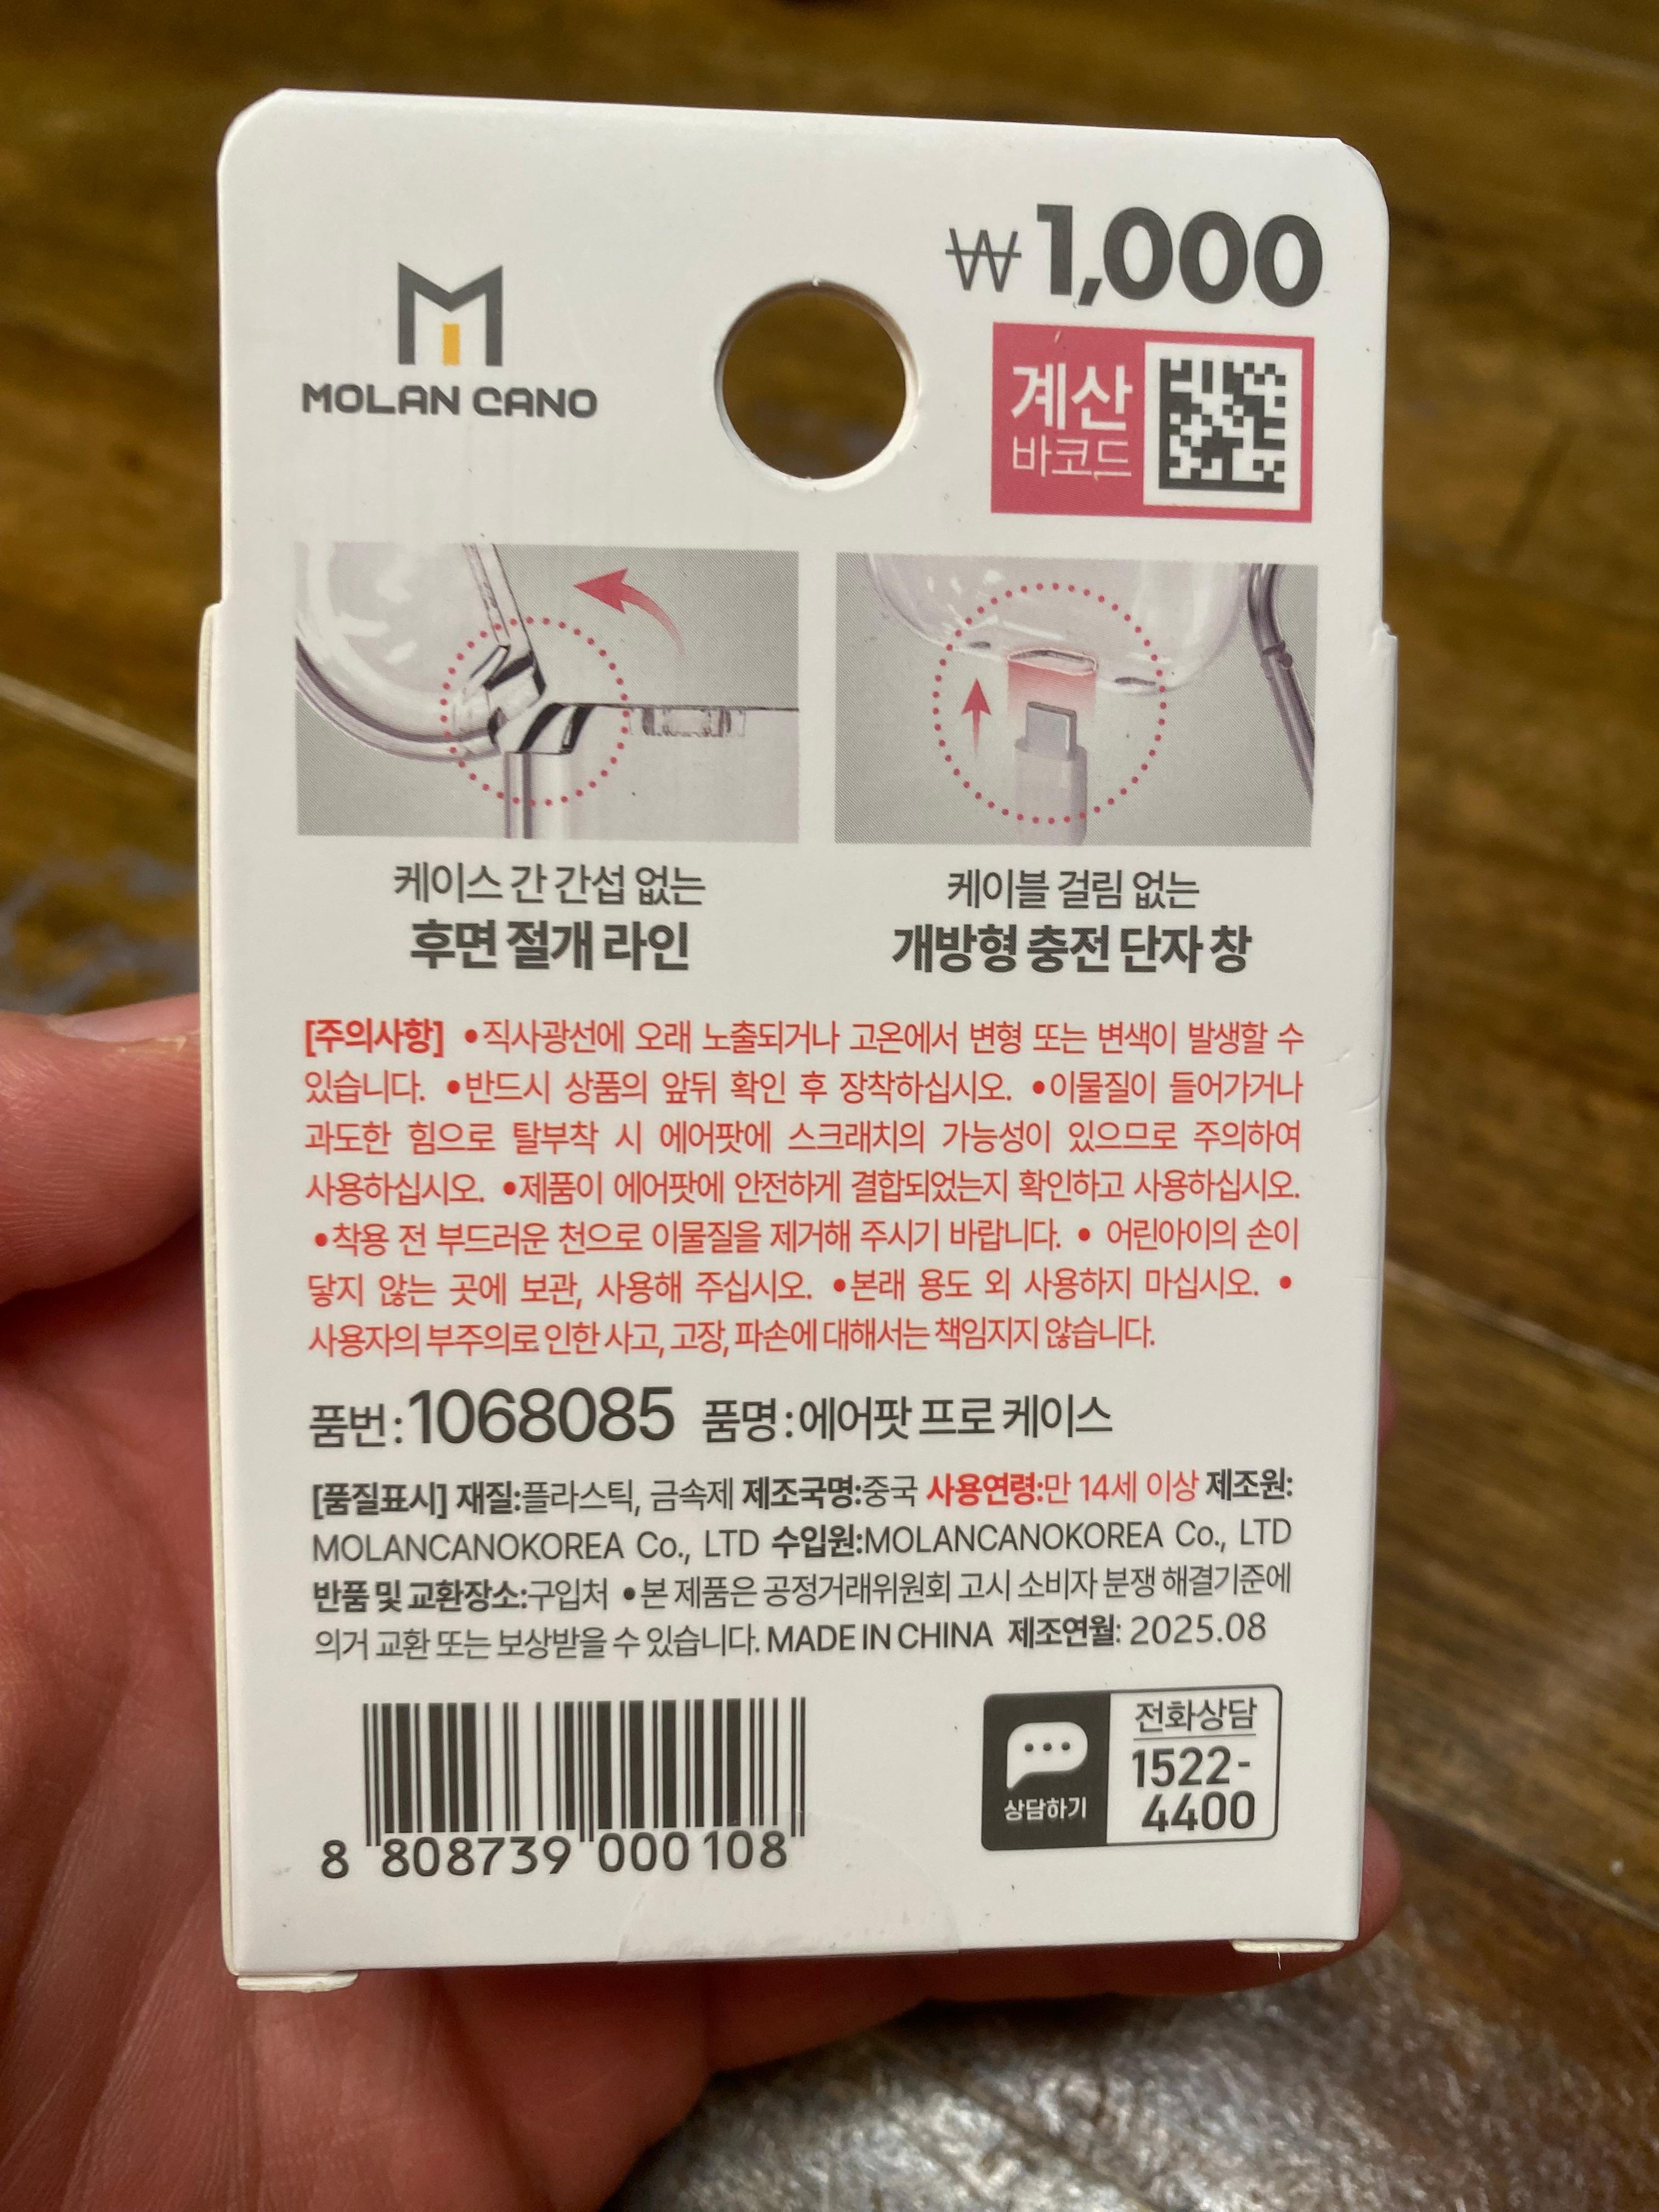 ₩1,000
MOLAN CANO
계산
바코드
케이스 간 간섭 없는
후면 절개 라인
케이블 걸림 없는
개방형 충전 단자 창
[주의사항] •직사광선에 오래 노출되거나 고온에서 변형 또는 변색이 발생할 수
있습니다. •반드시 상품의 앞뒤 확인 후 장착하십시오. •이물질이 들어가거나
과도한 힘으로 탈부착 시 에어팟에 스크래치의 가능성이 있으므로 주의하여
사용하십시오. •제품이 에어팟에 안전하게 결합되었는지 확인하고 사용하십시오.
•착용 전 부드러운 천으로 이물질을 제거해 주시기 바랍니다. • 어린아이의 손이
닿지 않는 곳에 보관, 사용해 주십시오. •본래 용도 외 사용하지 마십시오. •
사용자의 부주의로 인한 사고, 고장, 파손에 대해서는 책임지지 않습니다.
품번:1068085 품명:에어팟 프로 케이스
[품질표시] 재질:플라스틱, 금속제 제조국명:중국 사용연령:만 14세 이상 제조원:
MOLANCANOKOREA Co., LTD 수입원:MOLANCANOKOREA Co., LTD
반품 및 교환장소:구입처 •본 제품은 공정거래위원회 고시 소비자 분쟁 해결기준에
의거 교환 또는 보상받을 수 있습니다. MADE IN CHINA 제조연월: 2025.08
8 808739 000108
상담하기
전화상담
1522-
4400